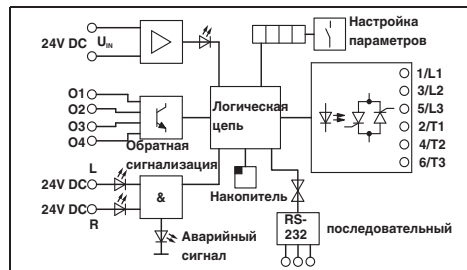 Настройка
параметров
24V DC U_IN
1/L1
3/L2
5/L3
2/T1
4/T2
6/T3
O1
O2
O3
O4
Логическая
цепь
Обратная
сигнализация
L
24V DC
24V DC
R
&
Накопитель
Аварийный
сигнал
RS-
232
последовательный